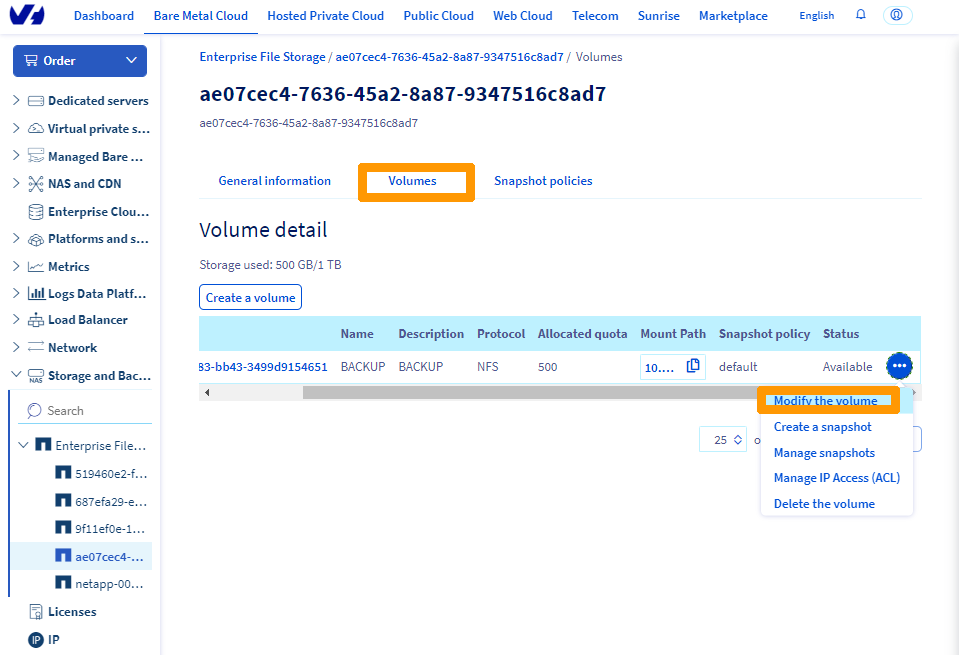 Dashboard Bare Metal Cloud Hosted Private Cloud Public Cloud Web Cloud Telecom Sunrise Marketplace English
Order
Dedicated servers
Virtual private s...
Managed Bare ...
NAS and CDN
Enterprise Clou...
Platforms and s...
Metrics
Logs Data Platf...
Load Balancer
Network
NAS Storage and Bac...
Search
Enterprise File...
519460e2-f...
687efa29-e...
9f11ef0e-1...
ae07cec4-...
netapp-00...
Licenses
IP IP
Enterprise File Storage / ae07cec4-7636-45a2-8a87-9347516c8ad7 / Volumes
ae07cec4-7636-45a2-8a87-9347516c8ad7
ae07cec4-7636-45a2-8a87-9347516c8ad7
General information Volumes Snapshot policies
Volume detail
Storage used: 500 GB/1 TB
Create a volume
Name Description Protocol Allocated quota Mount Path Snapshot policy Status
83-bb43-3499d9154651 BACKUP BACKUP NFS 500 10.... default Available
Modify the volume
25 o
Create a snapshot
Manage snapshots
Manage IP Access (ACL)
Delete the volume